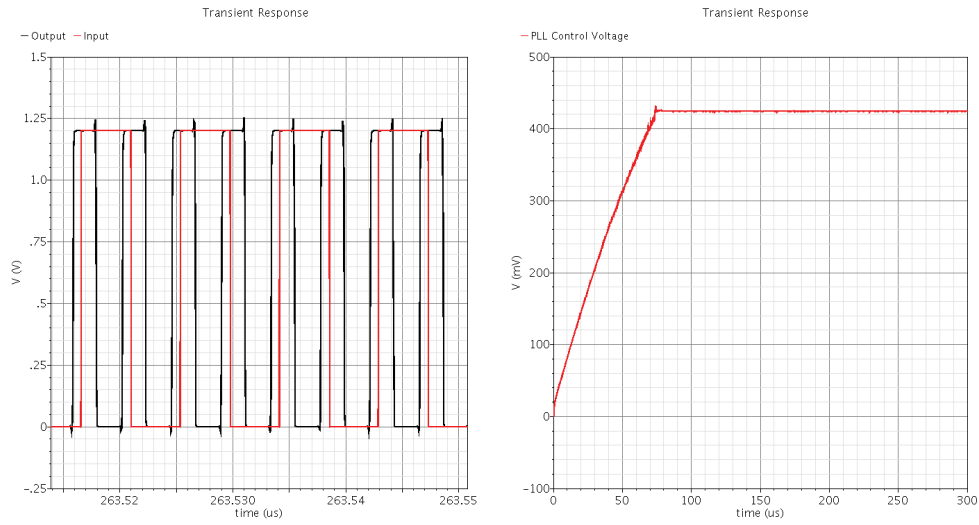 Transient Response
Output Input
1.5
1.25
1.0
.75
.5
.25
0
-.25
V (V)
263.52 263.530 263.54 263.55
time (us)
Transient Response
PLL Control Voltage
500
400
300
200
100
0
-100
V (mV)
0 50 100 150 200 250 300
time (us)